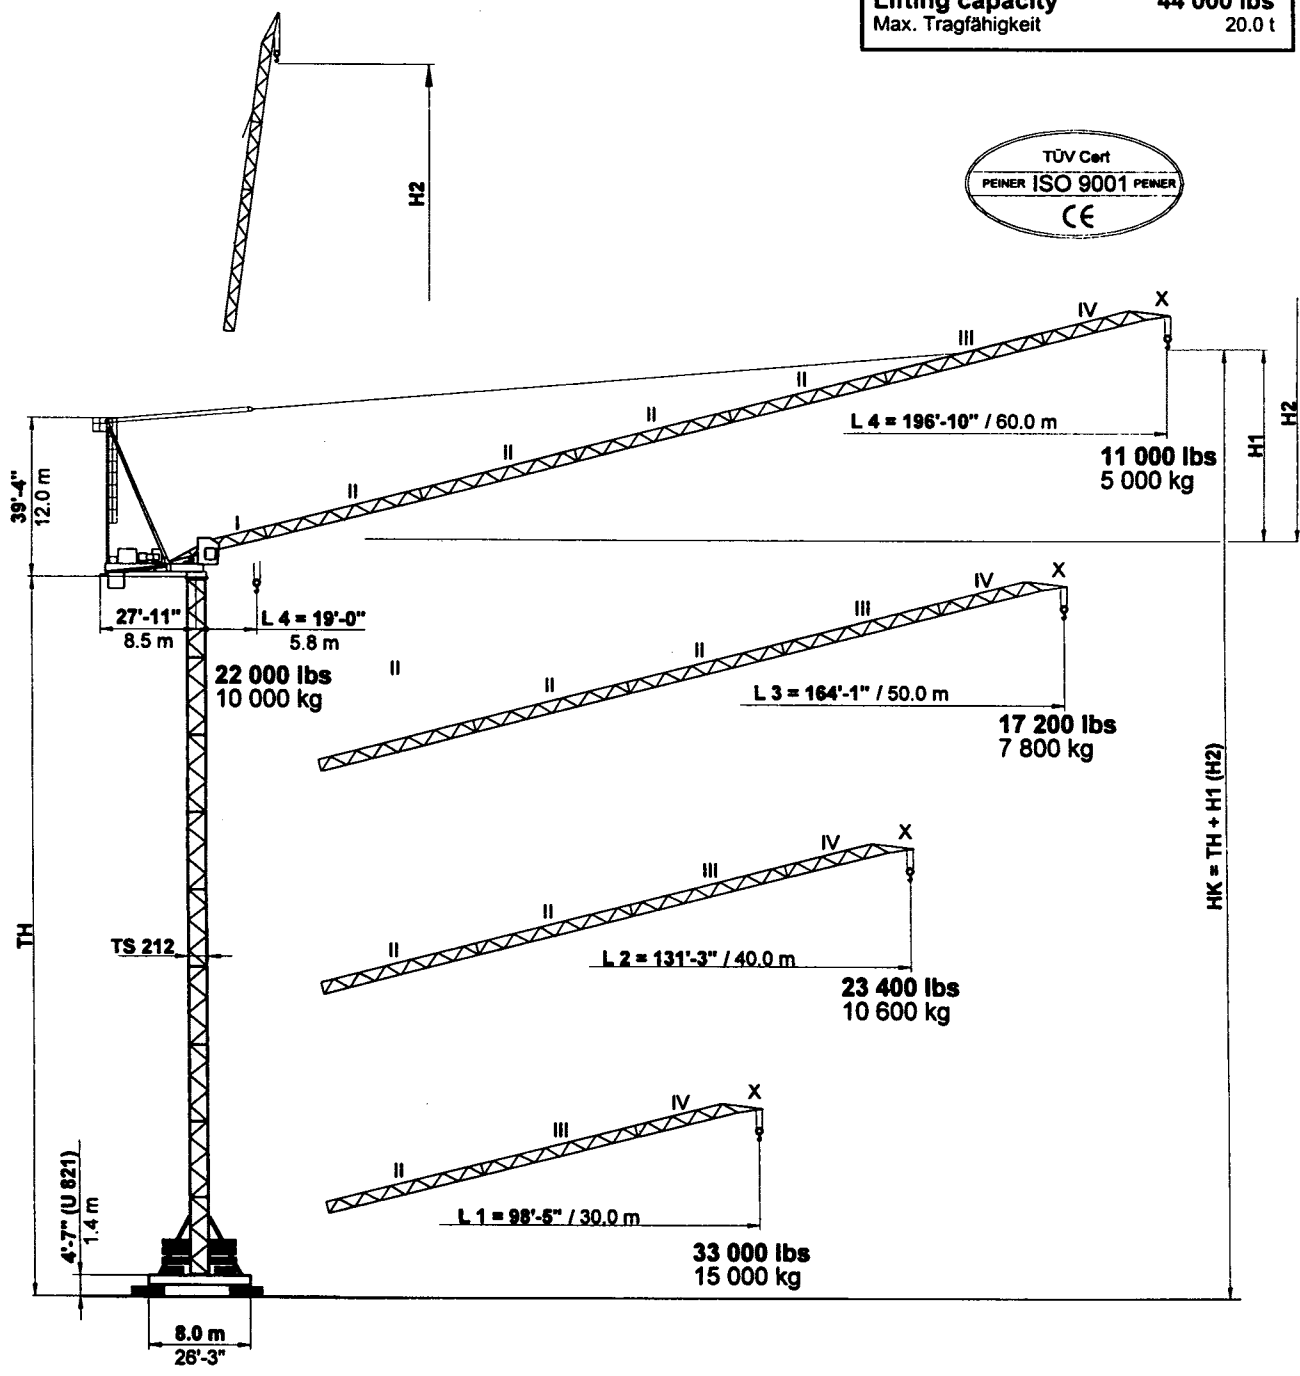 Lifting capacity 44 000 lbs
Max. Tragfähigkeit 20.0 t
H2
TÜV Cert
PEINER ISO 9001 PEINER
CE
X
IV
III
II
II
II
II
I
L 4 = 196'-10" / 60.0 m
11 000 lbs
5 000 kg
H1
H2
39'-4"
12.0 m
27'-11"
8.5 m
L 4 = 19'-0"
5.8 m
22 000 lbs
10 000 kg
X
IV
III
II
II
II
L 3 = 164'-1" / 50.0 m
17 200 lbs
7 800 kg
HK = TH + H1 (H2)
X
IV
III
II
II
L 2 = 131'-3" / 40.0 m
23 400 lbs
10 600 kg
TH
TS 212
X
IV
III
II
L 1 = 98'-5" / 30.0 m
33 000 lbs
15 000 kg
4'-7" (U 821)
1.4 m
8.0 m
26'-3"